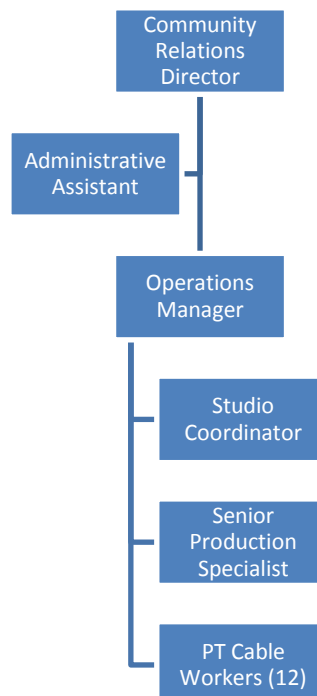 Community
Relations
Director
Administrative
Assistant
Operations
Manager
Studio
Coordinator
Senior
Production
Specialist
PT Cable
Workers (12)